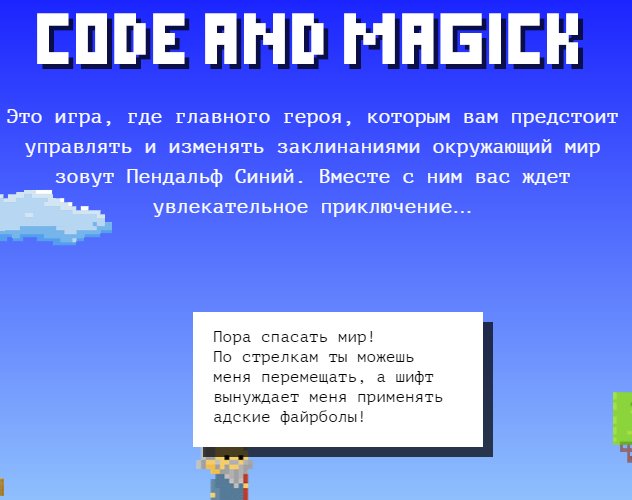 CODE AND MAGICK
Это игра, где главного героя, которым вам предстоит
управлять и изменять заклинаниями окружающий мир
зовут Пендальф Синий. Вместе с ним вас ждет
увлекательное приключение...
Пора спасать мир!
По стрелкам ты можешь
меня перемещать, а шифт
вынуждает меня применять
адские файрболы!